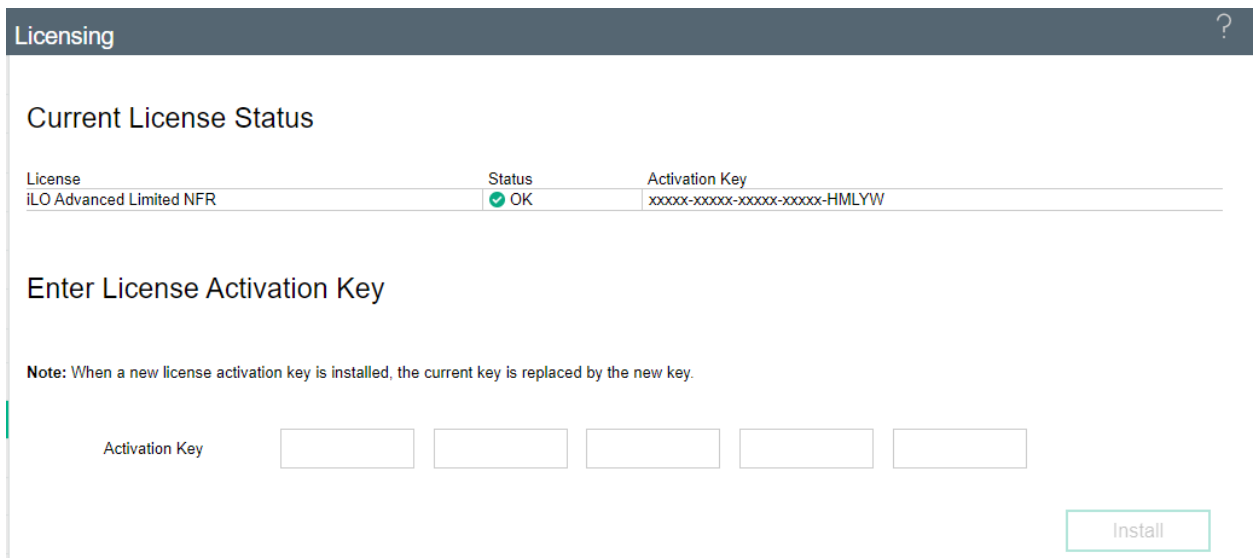 Licensing
?
Current License Status
License Status Activation Key
iLO Advanced Limited NFR OK xxxxx-xxxxx-xxxxx-xxxxx-HMLYW
Enter License Activation Key
Note: When a new license activation key is installed, the current key is replaced by the new key.
Activation Key
Install